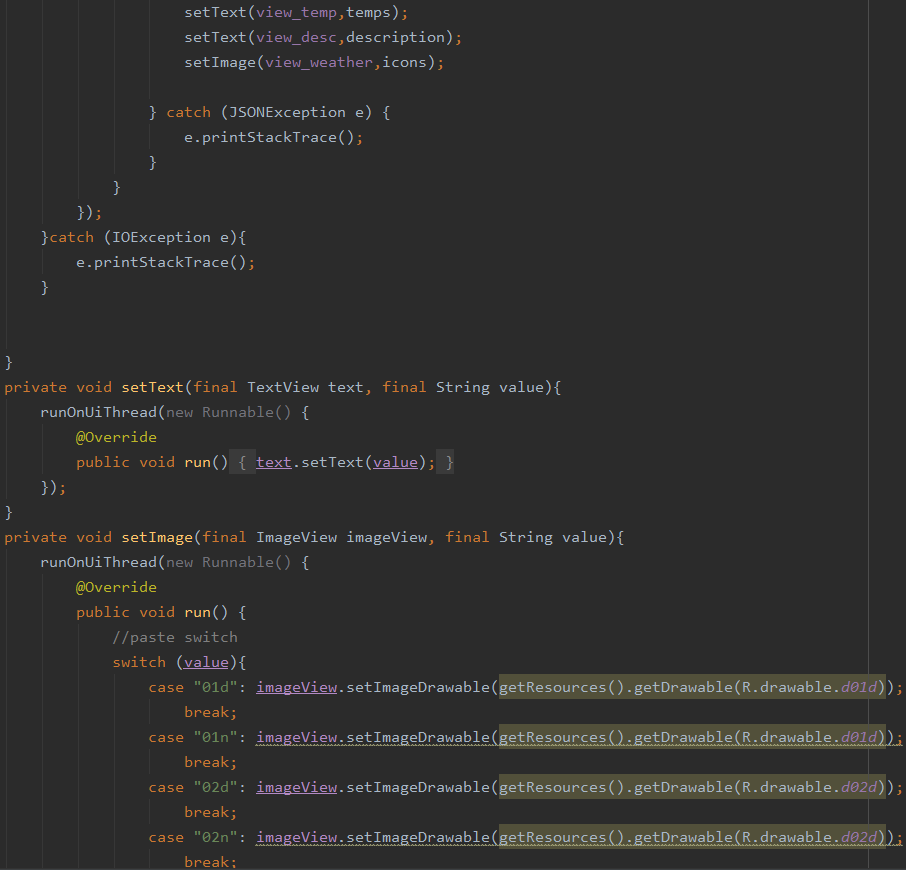 setText(view_temp,temps);
setText(view_desc,description);
setImage(view_weather,icons);
} catch (JSONException e) {
e.printStackTrace();
}
}
});
}catch (IOException e){
e.printStackTrace();
}
}
private void setText(final TextView text, final String value){
runOnUiThread(new Runnable() {
@Override
public void run() { text.setText(value); }
});
}
private void setImage(final ImageView imageView, final String value){
runOnUiThread(new Runnable() {
@Override
public void run() {
//paste switch
switch (value){
case "01d": imageView.setImageDrawable(getResources().getDrawable(R.drawable.d01d));
break;
case "01n": imageView.setImageDrawable(getResources().getDrawable(R.drawable.d01d));
break;
case "02d": imageView.setImageDrawable(getResources().getDrawable(R.drawable.d02d));
break;
case "02n": imageView.setImageDrawable(getResources().getDrawable(R.drawable.d02d));
break;